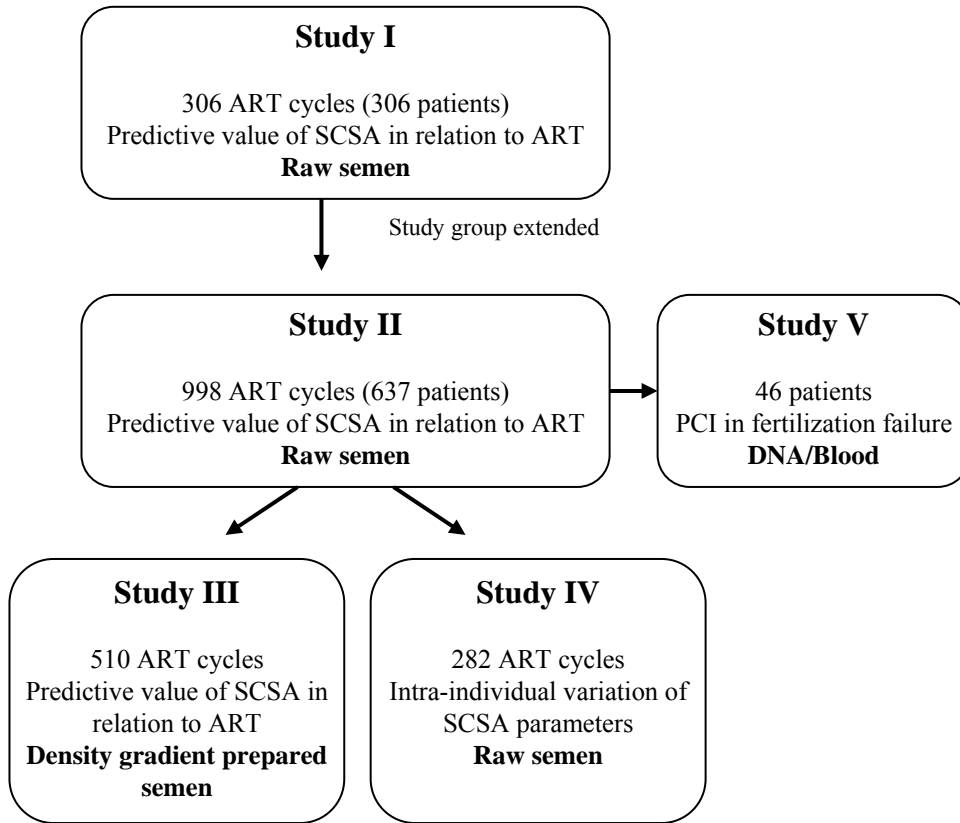 Study I
306 ART cycles (306 patients)
Predictive value of SCSA in relation to ART
Raw semen
Study group extended
Study II
998 ART cycles (637 patients)
Predictive value of SCSA in relation to ART
Raw semen
Study V
46 patients
PCI in fertilization failure
DNA/Blood
Study III
510 ART cycles
Predictive value of SCSA in
relation to ART
Density gradient prepared
semen
Study IV
282 ART cycles
Intra-individual variation of
SCSA parameters
Raw semen